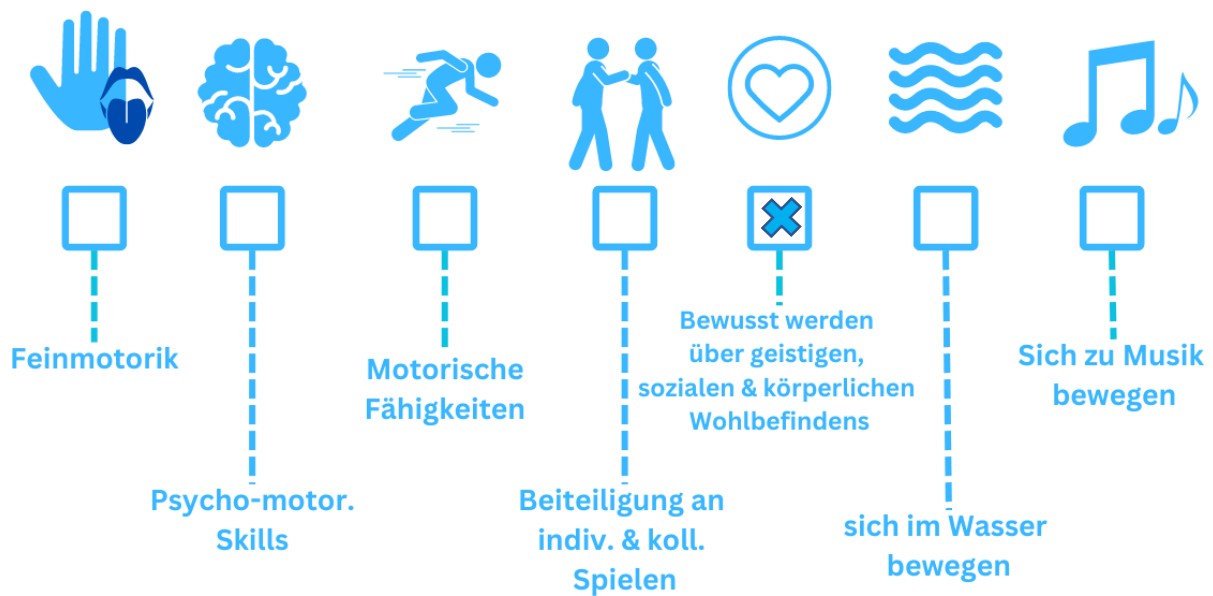 Feinmotorik
Psycho-motor.
Skills
Motorische
Fähigkeiten
Beiteiligung an
indiv. & koll.
Spielen
Bewusst werden
über geistigen,
sozialen & körperlichen
Wohlbefindens
sich im Wasser
bewegen
Sich zu Musik
bewegen